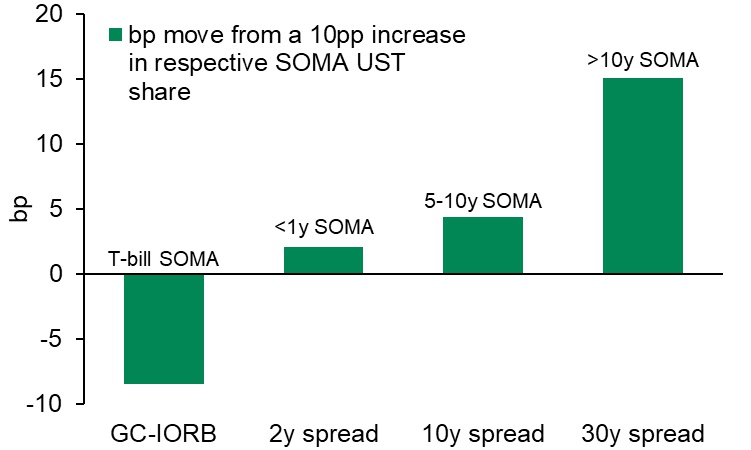 20
bp move from a 10pp increase
in respective SOMA UST
share
>10y SOMA
15
10
5-10y SOMA
5
<1y SOMA
bp
T-bill SOMA
0
-5
-10
GC-IORB
2y spread
10y spread
30y spread